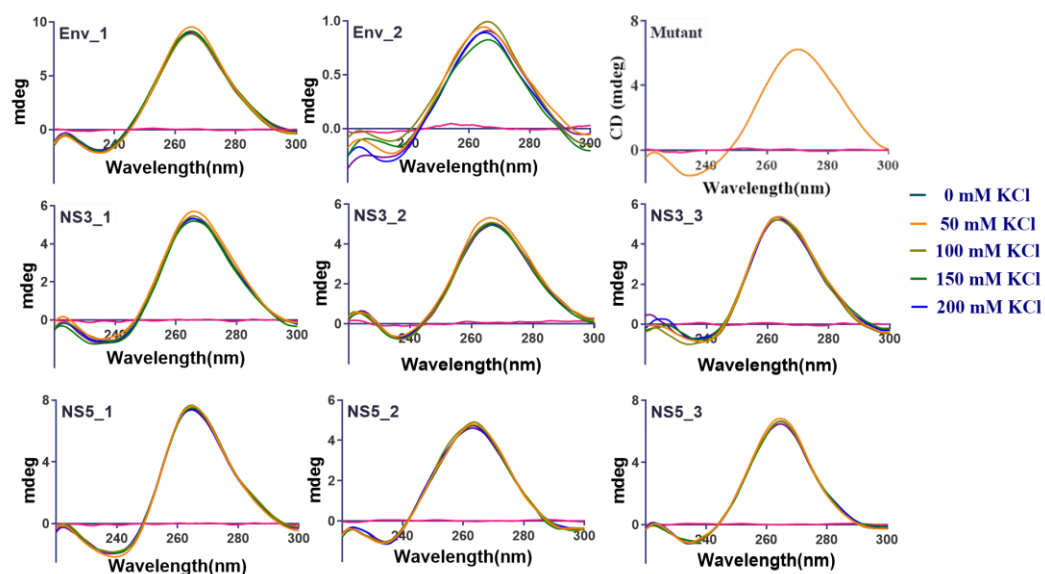 Env_1
10
5
0
mdeg
240
260
280
300
Wavelength(nm)
Env_2
1.0
0.5
0.0
mdeg
240
260
280
300
Wavelength(nm)
Mutant
8
4
0
CD (mdeg)
240
260
280
300
Wavelength(nm)
NS3_1
6
4
2
0
mdeg
240
260
280
300
Wavelength(nm)
NS3_2
6
4
2
0
mdeg
240
260
280
300
Wavelength(nm)
NS3_3
6
4
2
0
mdeg
240
260
280
300
Wavelength(nm)
0 mM KCl
50 mM KCl
100 mM KCl
150 mM KCl
200 mM KCl
NS5_1
8
4
0
mdeg
240
260
280
300
Wavelength(nm)
NS5_2
6
4
2
0
mdeg
240
260
280
300
Wavelength(nm)
NS5_3
8
4
0
mdeg
240
260
280
300
Wavelength(nm)